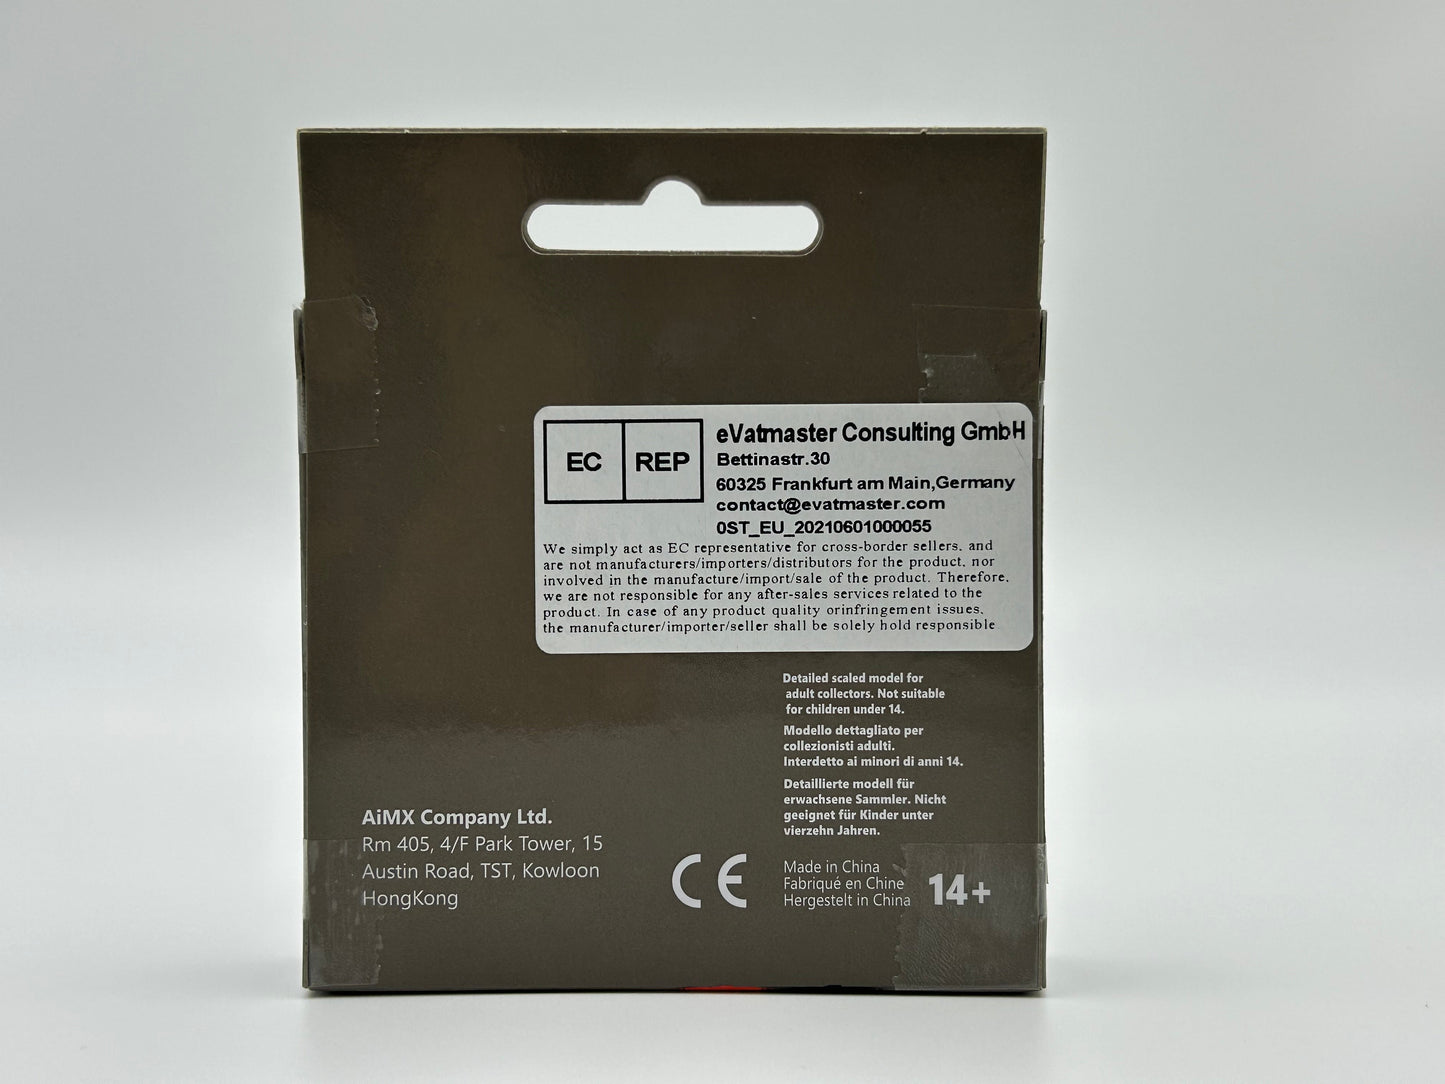 EC REP
eVatmaster Consulting GmbH
Bettinastr.30
60325 Frankfurt am Main,Germany
contact@evatmaster.com
0ST_EU_20210601000055
We simply act as EC representative for cross-border sellers, and
are not manufacturers/importers/distributors for the product, nor
involved in the manufacture/import/sale of the product. Therefore,
we are not responsible for any after-sales services related to the
product. In case of any product quality orinfringement issues,
the manufacturer/importer/seller shall be solely hold responsible
Detailed scaled model for
adult collectors. Not suitable
for children under 14.
Modello dettagliato per
collezionisti adulti.
Interdetto ai minori di anni 14.
Detaillierte modell für
erwachsene Sammler. Nicht
geeignet für Kinder unter
vierzehn Jahren.
AiMX Company Ltd.
Rm 405, 4/F Park Tower, 15
Austin Road, TST, Kowloon
HongKong
CE
Made in China
Fabriqué en Chine
Hergestelt in China
14+